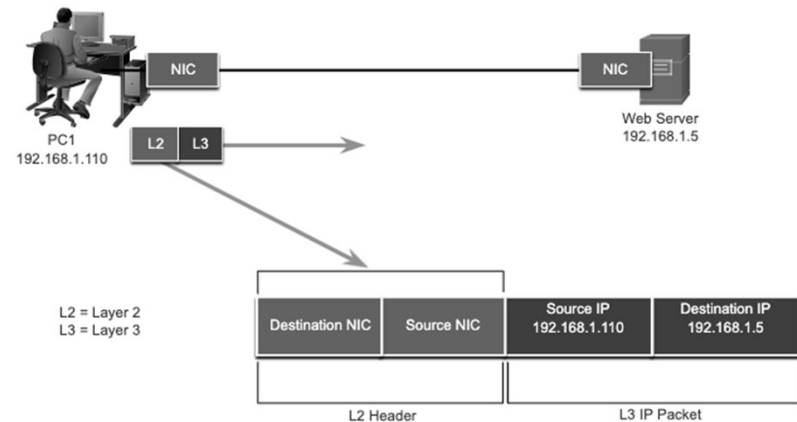 NIC
NIC
PC1
192.168.1.110
Web Server
192.168.1.5
L2 L3
L2 = Layer 2
L3 = Layer 3
Destination NIC
Source NIC
Source IP
192.168.1.110
Destination IP
192.168.1.5
L2 Header
L3 IP Packet